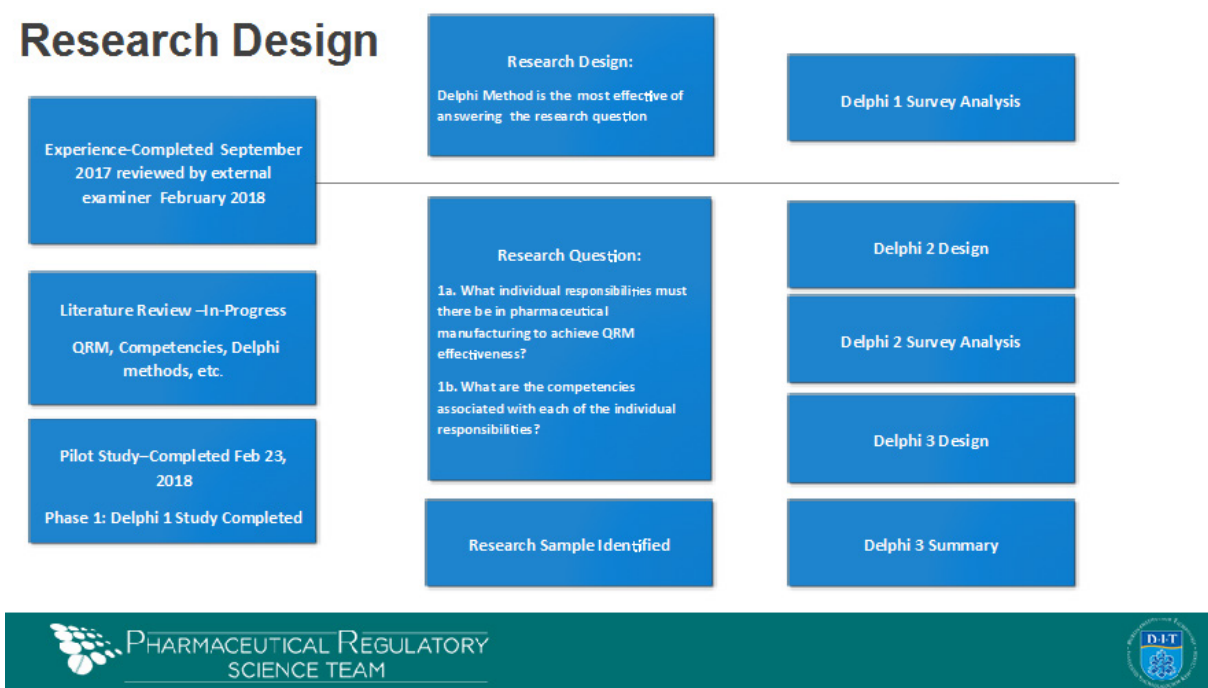 Research Design
Experience-Completed September
2017 reviewed by external
examiner February 2018
Literature Review –In-Progress
QRM, Competencies, Delphi
methods, etc.
Pilot Study–Completed Feb 23,
2018
Phase 1: Delphi 1 Study Completed
Research Design:
Delphi Method is the most effective of
answering the research question
Research Question:
1a. What individual responsibilities must
there be in pharmaceutical
manufacturing to achieve QRM
effectiveness?
1b. What are the competencies
associated with each of the individual
responsibilities?
Research Sample Identified
Delphi 1 Survey Analysis
Delphi 2 Design
Delphi 2 Survey Analysis
Delphi 3 Design
Delphi 3 Summary
PHARMACEUTICAL REGULATORY
SCIENCE TEAM
D·I·T